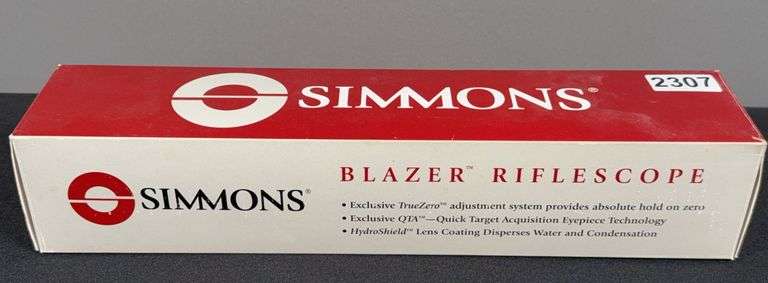 SIMMONS®
2307
SIMMONS®
BLAZER™ RIFLESCOPE
• Exclusive TrueZero™ adjustment system provides absolute hold on zero
• Exclusive QTA™—Quick Target Acquisition Eyepiece Technology
• HydroShield™ Lens Coating Disperses Water and Condensation